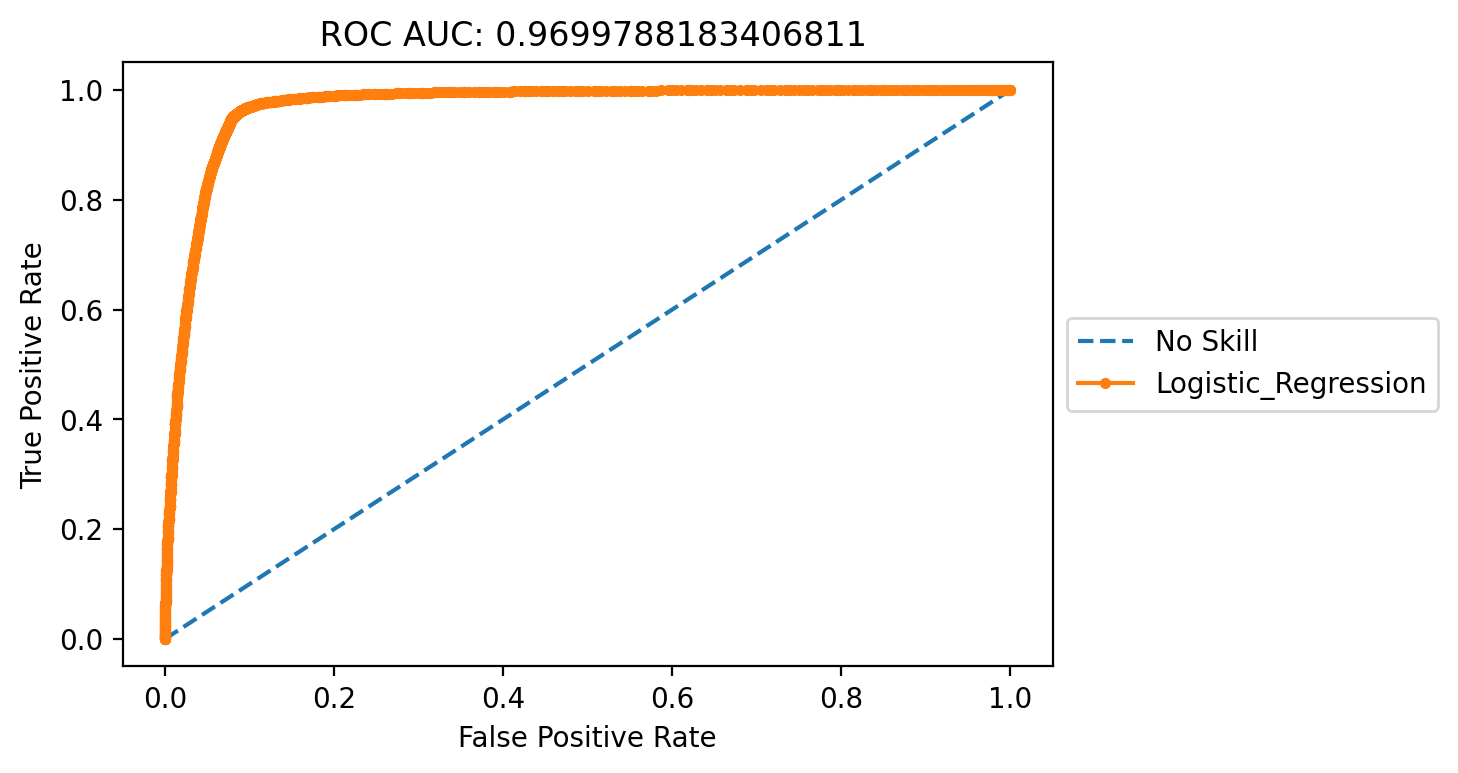 ROC AUC: 0.9699788183406811
1.0
0.8
0.6
0.4
0.2
0.0
True Positive Rate
0.0 0.2 0.4 0.6 0.8 1.0
False Positive Rate
No Skill
Logistic_Regression